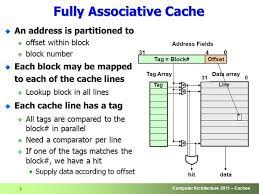 Fully Associative Cache
An address is partitioned to
offset within block
block number
Each block may be mapped
to each of the cache lines
Lookup block in all lines
Each cache line has a tag
All tags are compared to the
block# in parallel
Need a comparator per line
If one of the tags matches the
block#, we have a hit
Supply data according to offset
Address Fields
31 4 0
Tag = Block# Offset
Tag Array Data array
31 0
Tag Line
=
=
=
hit data
Computer Architecture 2011 – Caches